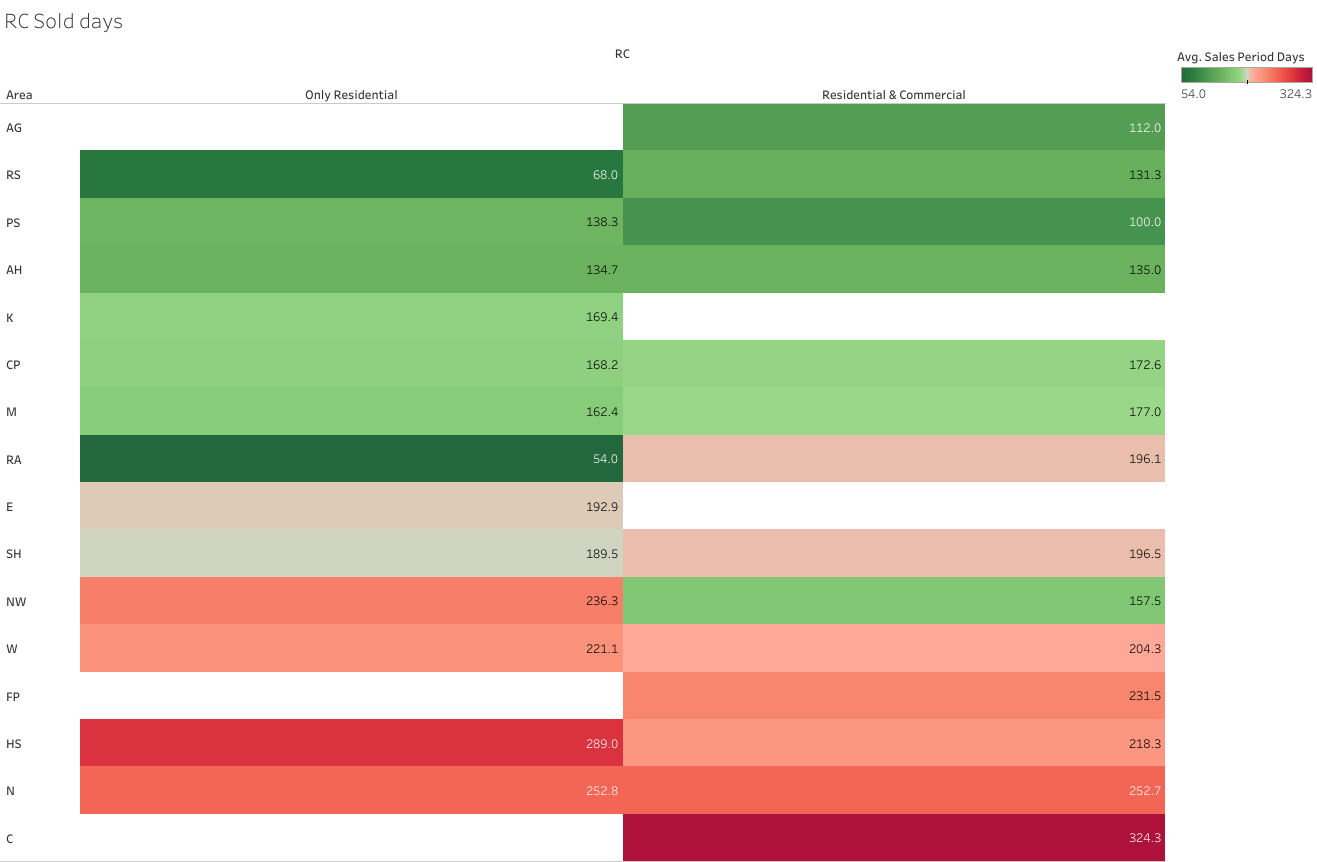 RC Sold days
RC
Avg. Sales Period Days
54.0 324.3
Area Only Residential Residential & Commercial
AG 112.0
RS 68.0 131.3
PS 138.3 100.0
AH 134.7 135.0
K 169.4
CP 168.2 172.6
M 162.4 177.0
RA 54.0 196.1
E 192.9
SH 189.5 196.5
NW 236.3 157.5
W 221.1 204.3
FP 231.5
HS 289.0 218.3
N 252.8 252.7
C 324.3